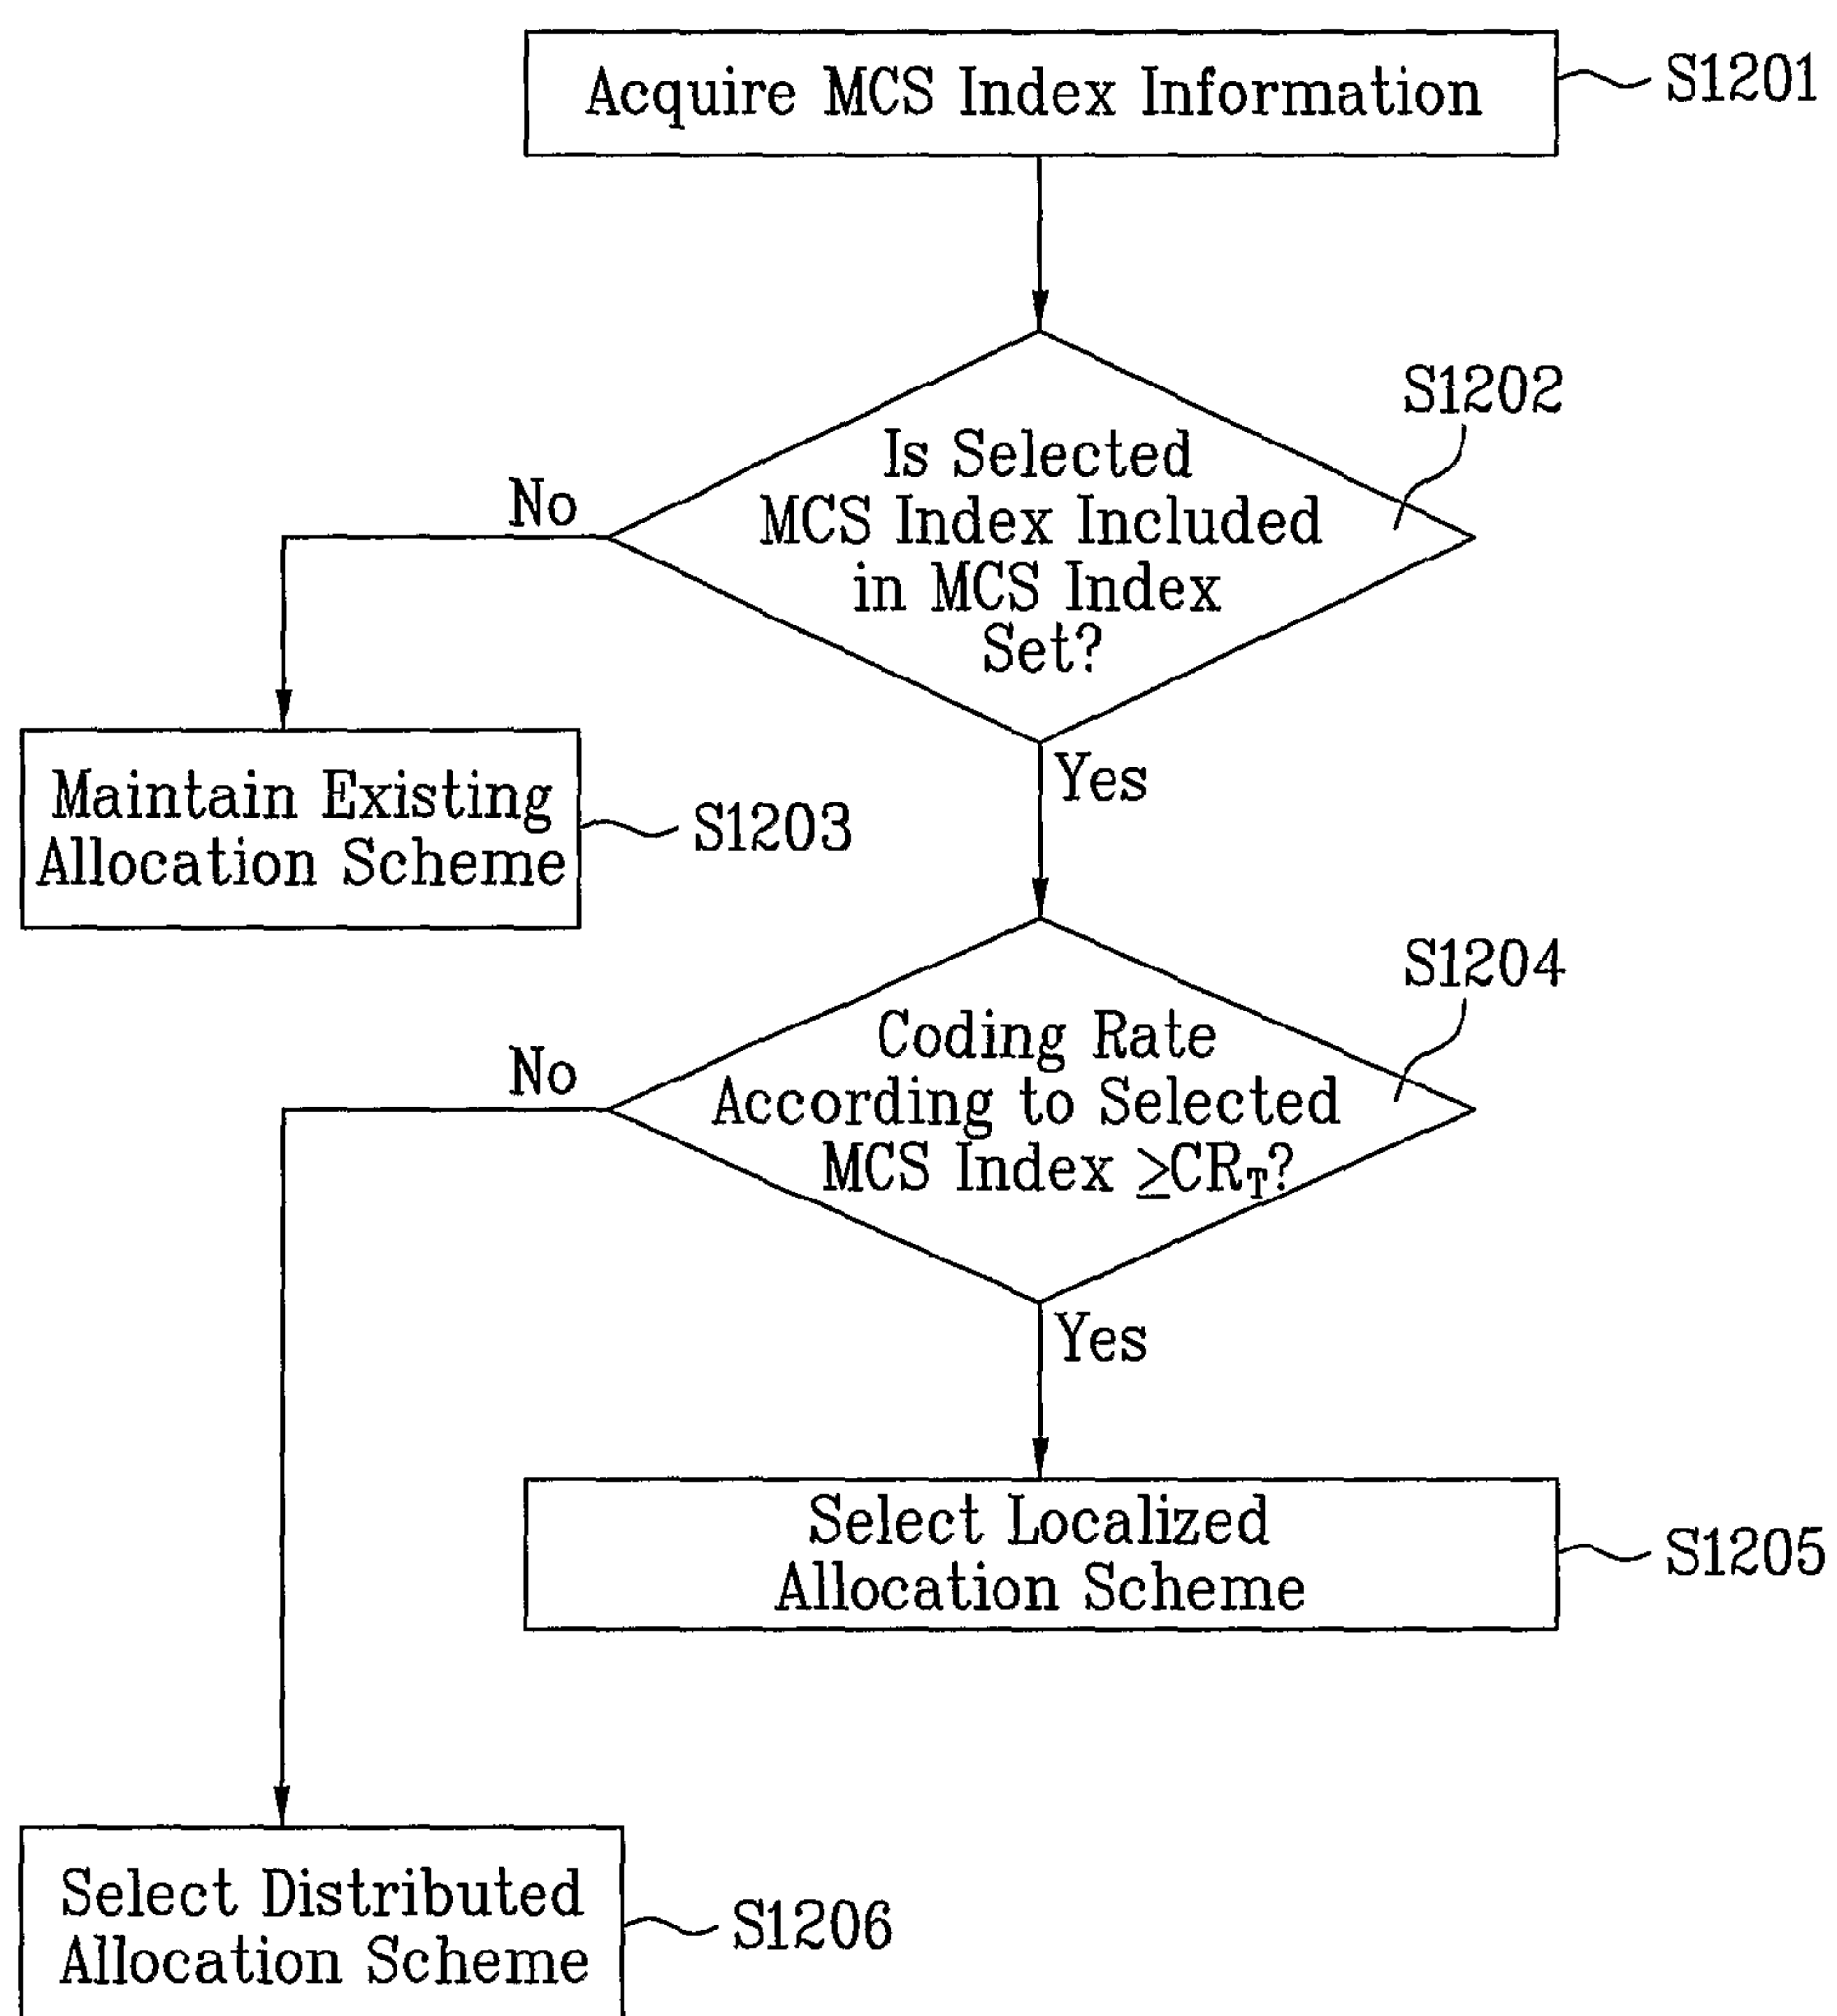 Acquire MCS Index Information
S1201
S1202
Is Selected
MCS Index Included
in MCS Index
Set?
No
Yes
Maintain Existing
Allocation Scheme
S1203
S1204
Coding Rate
According to Selected
MCS Index ≥CR_T?
No
Yes
Select Localized
Allocation Scheme
S1205
Select Distributed
Allocation Scheme
S1206